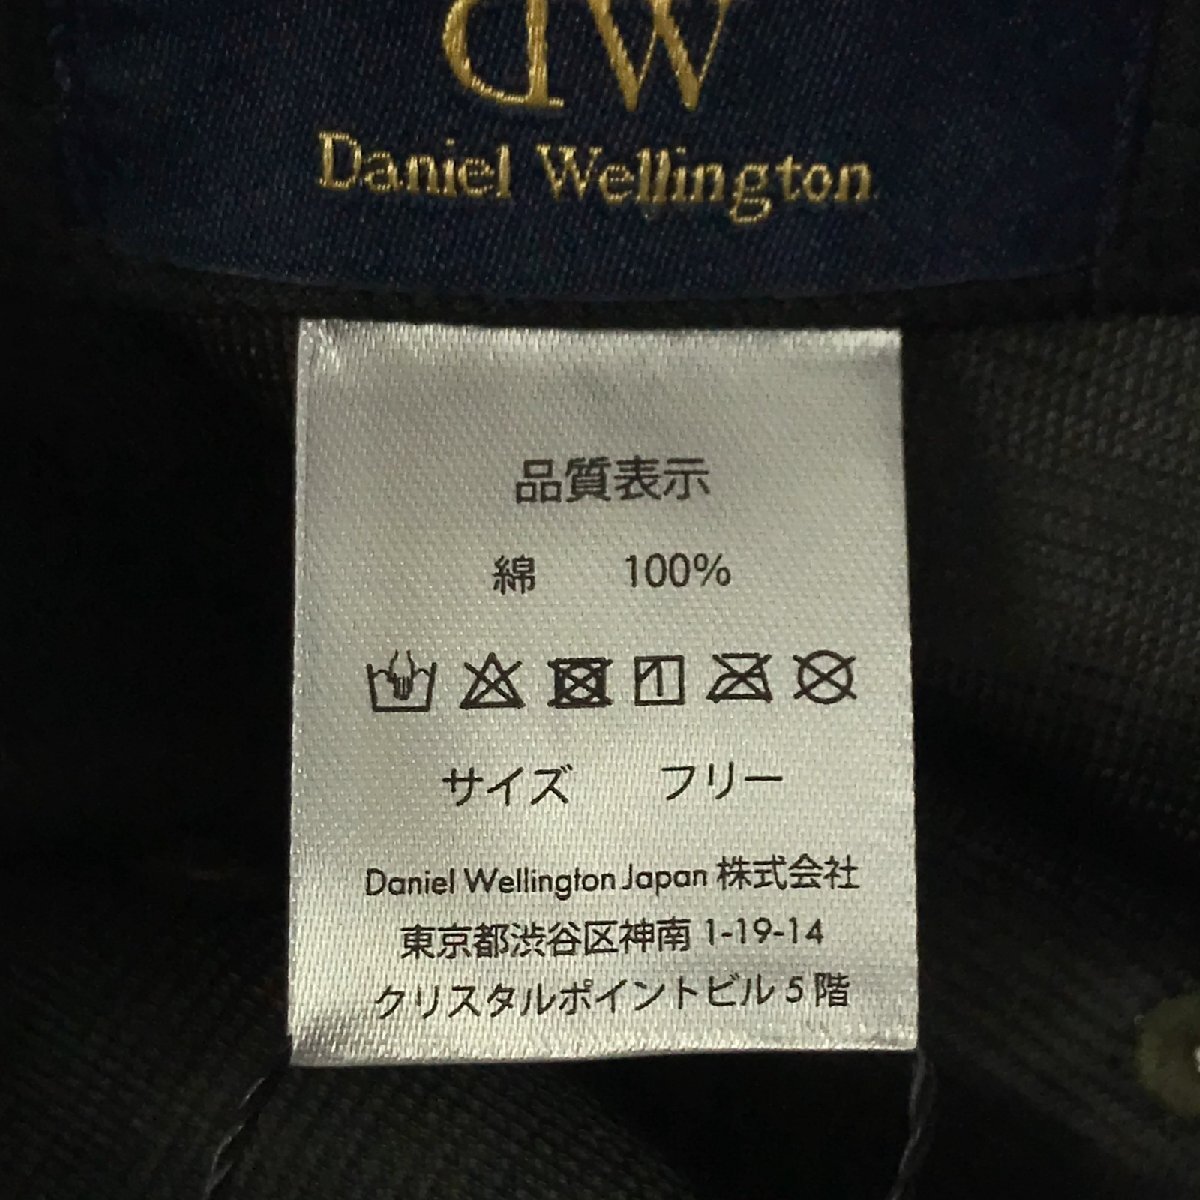 DW
Daniel Wellington
品質表示
綿 100%
サイズ フリー
Daniel Wellington Japan 株式会社
東京都渋谷区神南 1-19-14
クリスタルポイントビル 5 階